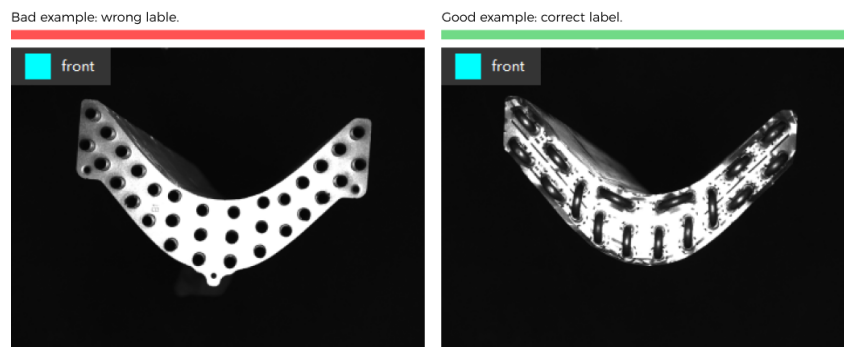 Bad example: wrong lable.
Good example: correct label.
front
front